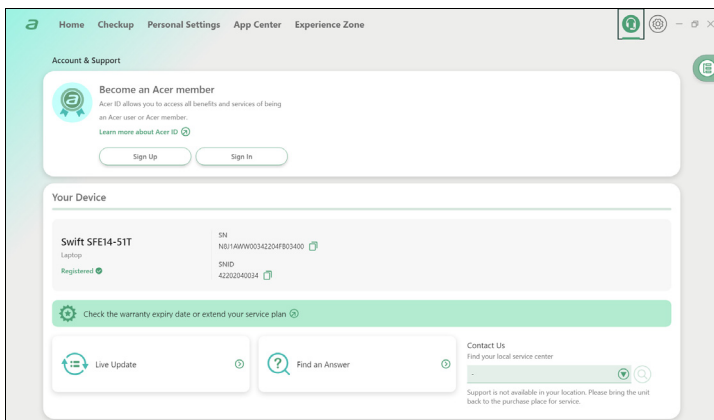 a Home Checkup Personal Settings App Center Experience Zone
Account & Support
Become an Acer member
Acer ID allows you to access all benefits and services of being
an Acer user or Acer member.
Learn more about Acer ID
Sign Up Sign In
Your Device
Swift SFE14-51T
Laptop
Registered
SN
N8J1AWW00342204FB03400
SNID
42202040034
Check the warranty expiry date or extend your service plan
Live Update
Find an Answer
Contact Us
Find your local service center
-
Support is not available in your location. Please bring the unit
back to the purchase place for service.